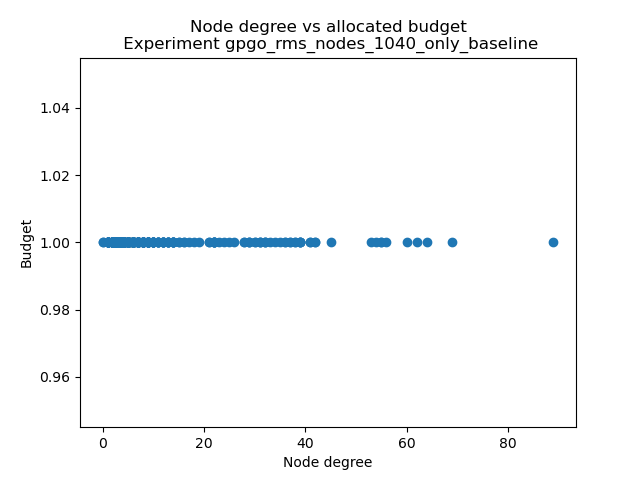 Node degree vs allocated budget
Experiment gpgo_rms_nodes_1040_only_baseline
1.04
1.02
1.00
0.98
0.96
Budget
0
20
40
60
80
Node degree